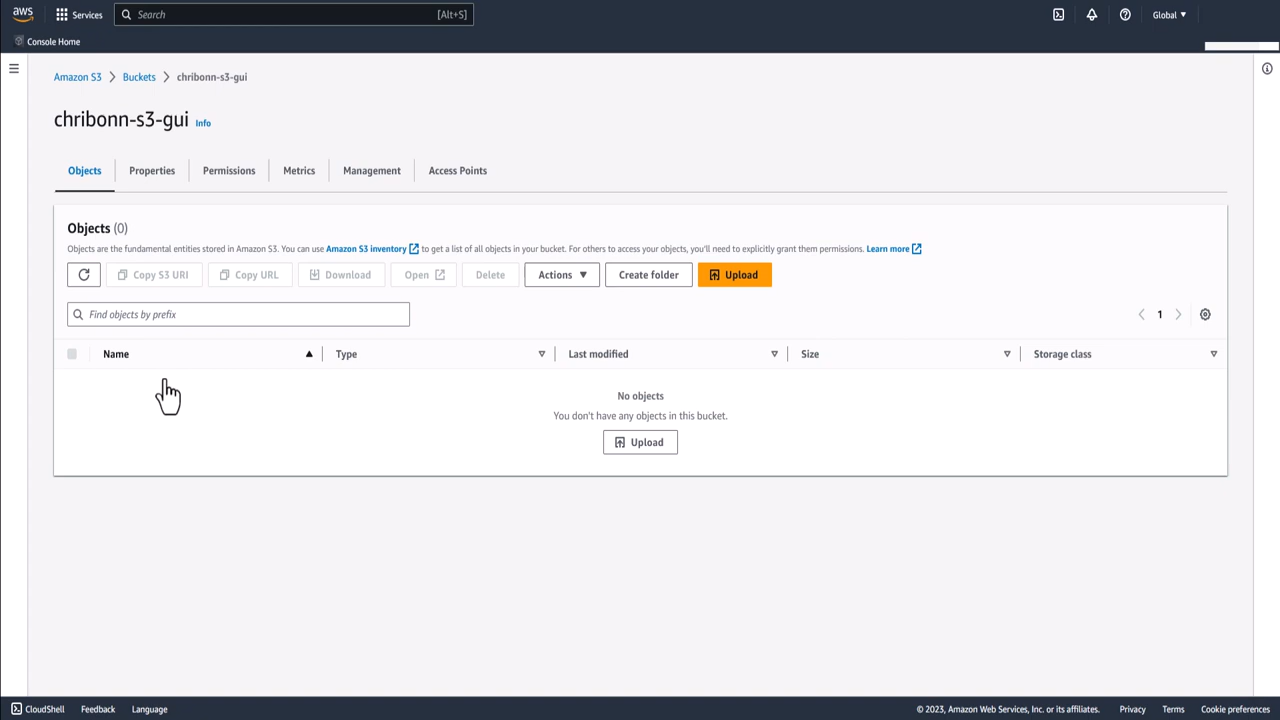 aws Services Search [Alt+S] Global ▼
Console Home
Amazon S3 > Buckets > chribonn-s3-gui
chribonn-s3-gui Info
Objects Properties Permissions Metrics Management Access Points
Objects (0)
Objects are the fundamental entities stored in Amazon S3. You can use Amazon S3 inventory to get a list of all objects in your bucket. For others to access your objects, you'll need to explicitly grant them permissions. Learn more
Copy S3 URI Copy URL Download Open Delete Actions ▼ Create folder Upload
Find objects by prefix 1
Name Type Last modified Size Storage class
No objects
You don't have any objects in this bucket.
Upload
CloudShell Feedback Language © 2023, Amazon Web Services, Inc. or its affiliates. Privacy Terms Cookie preferences